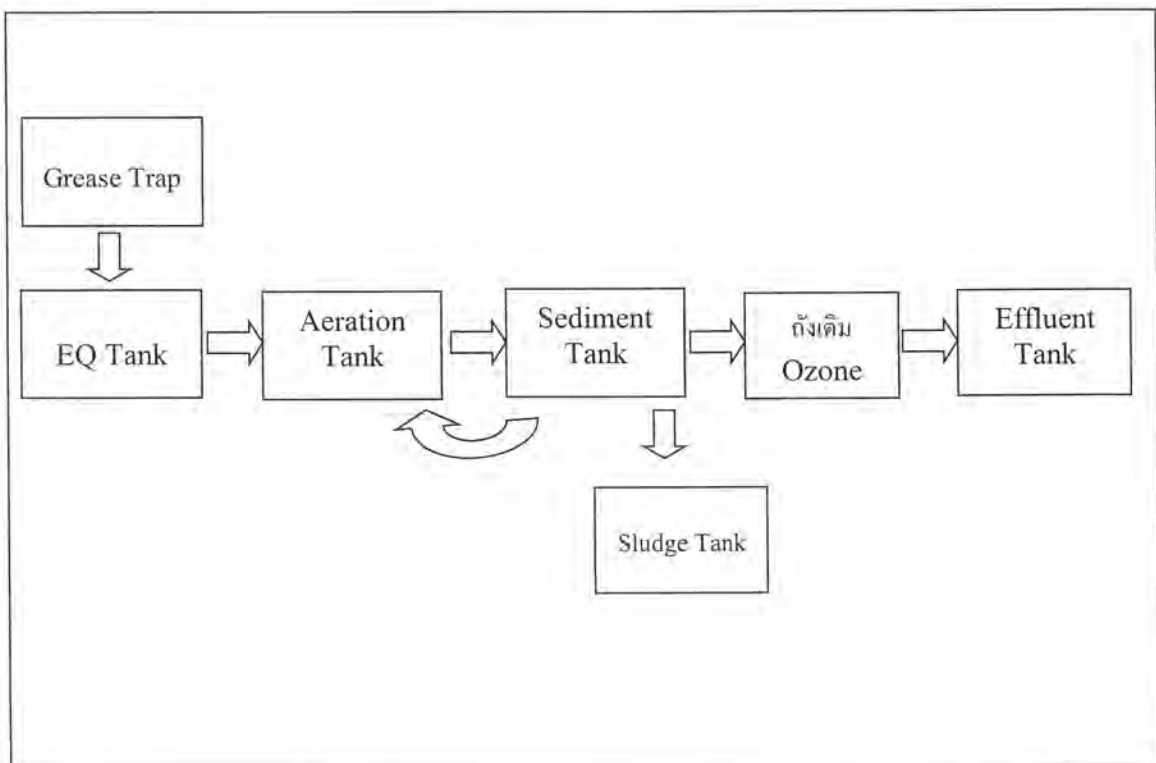 Grease Trap
EQ Tank
Aeration
Tank
Sediment
Tank
ถังเติม
Ozone
Effluent
Tank
Sludge Tank